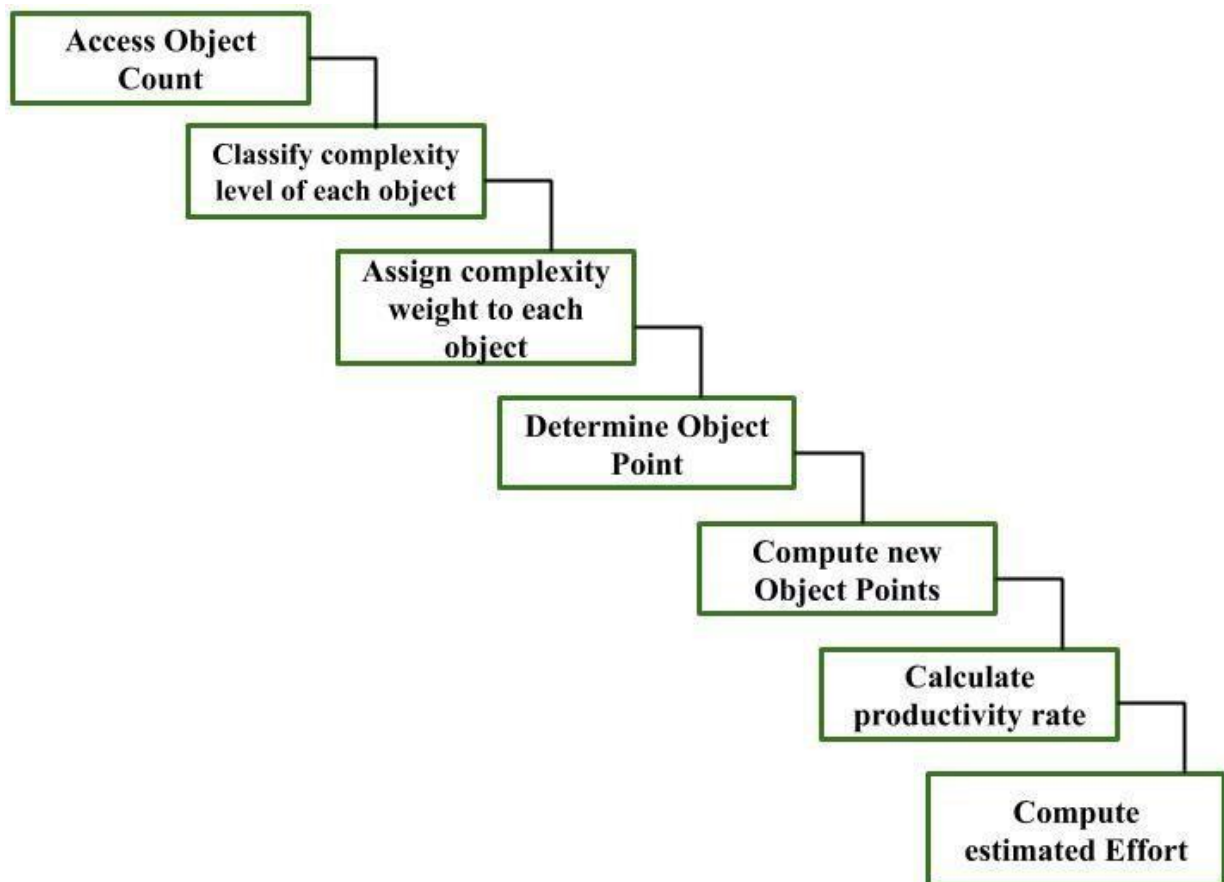 Access Object
Count
Classify complexity
level of each object
Assign complexity
weight to each
object
Determine Object
Point
Compute new
Object Points
Calculate
productivity rate
Compute
estimated Effort